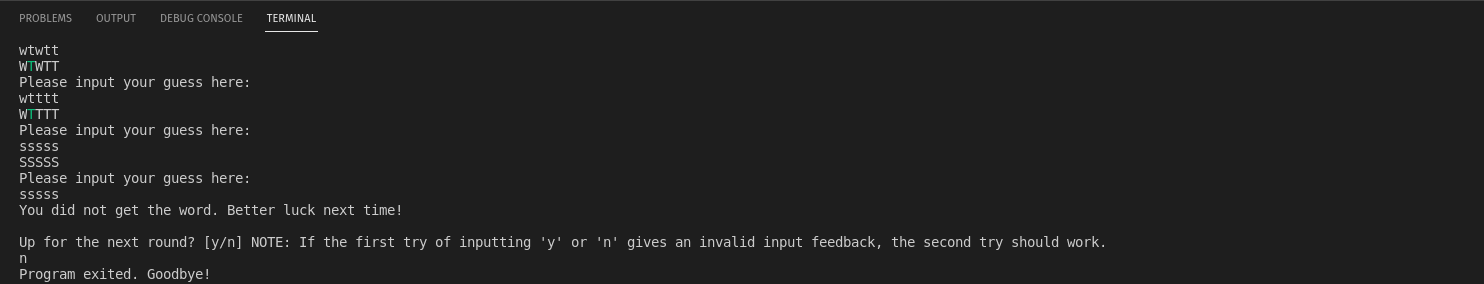 PROBLEMS OUTPUT DEBUG CONSOLE TERMINAL
wtwtt
WTWTT
Please input your guess here:
wtttt
WTTTT
Please input your guess here:
sssss
SSSSS
Please input your guess here:
sssss
You did not get the word. Better luck next time!
Up for the next round? [y/n] NOTE: If the first try of inputting 'y' or 'n' gives an invalid input feedback, the second try should work.
n
Program exited. Goodbye!